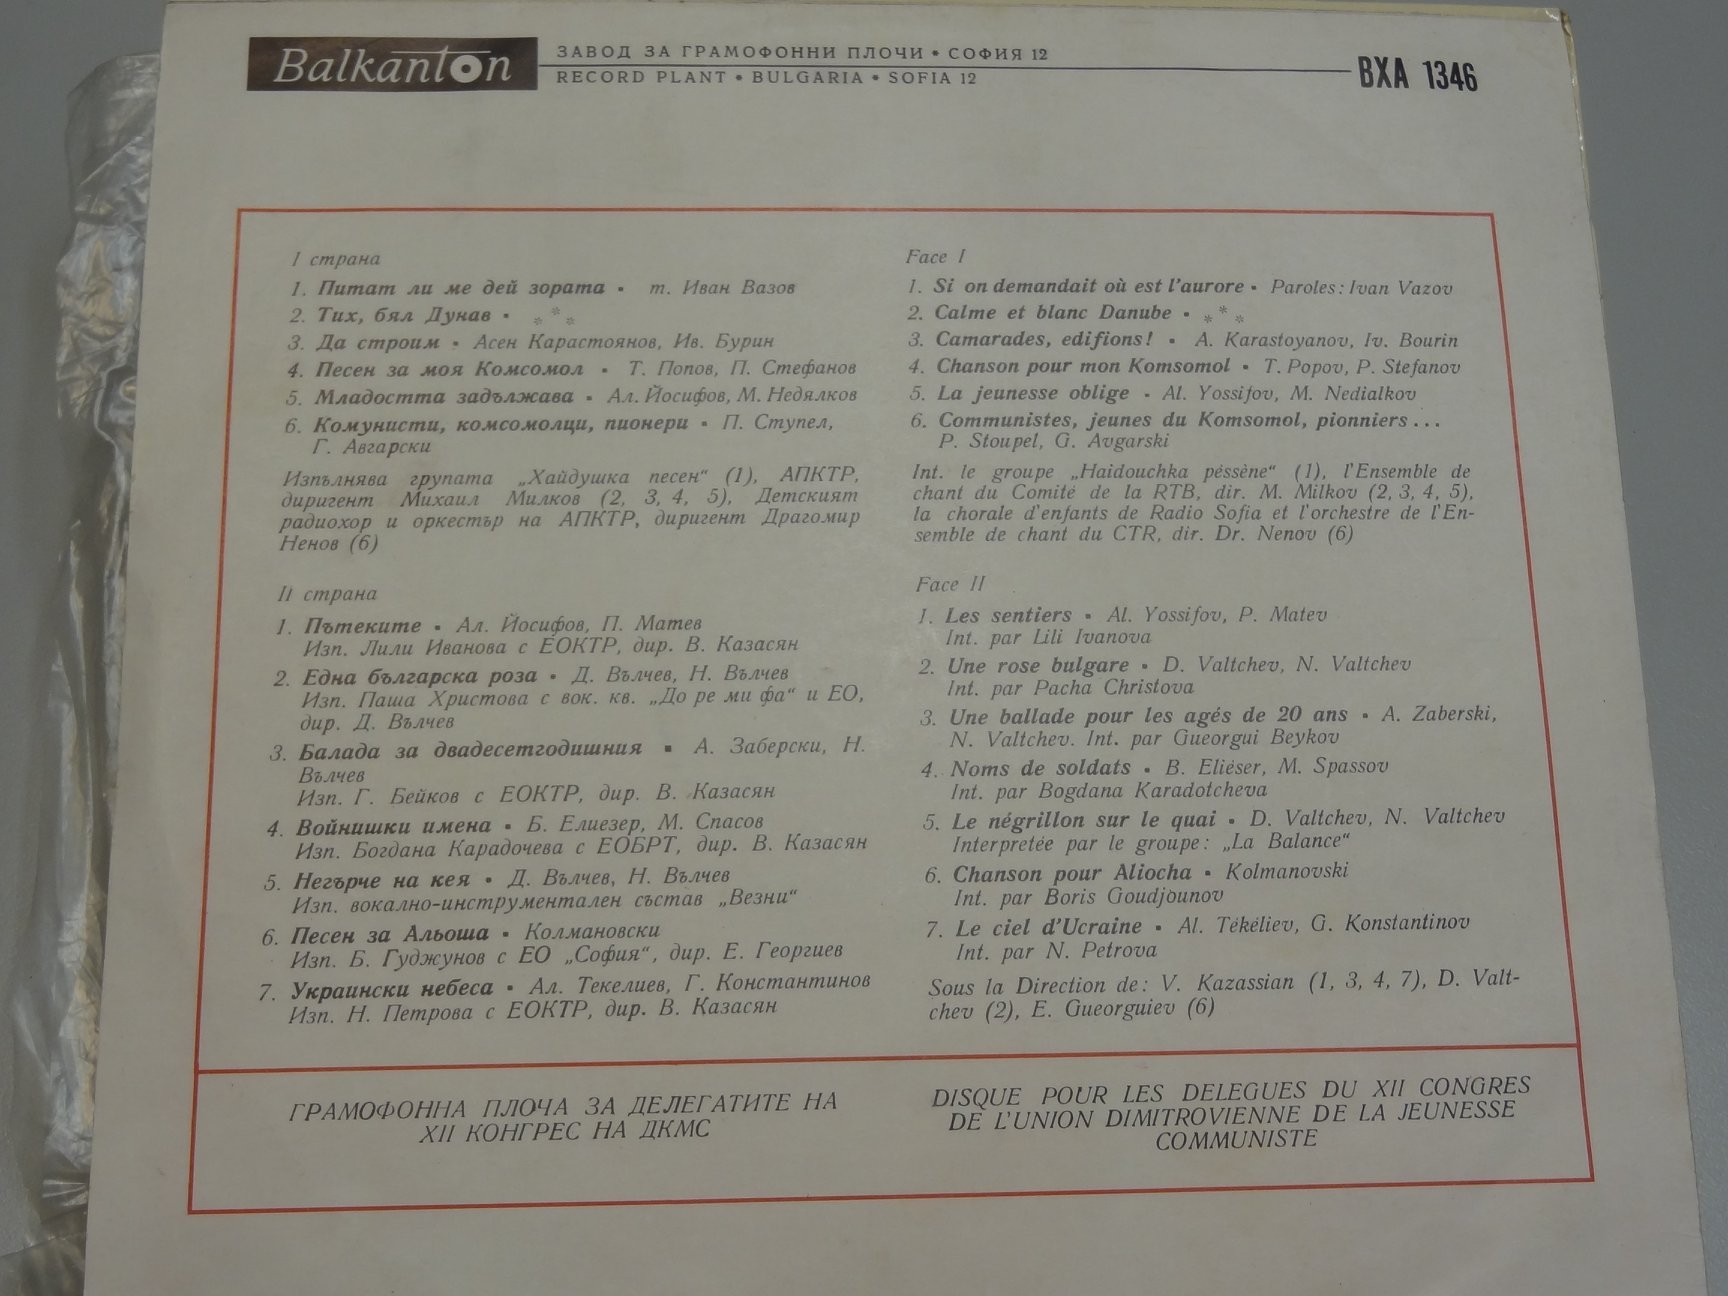 Balkanton
ЗАВОД ЗА ГРАМОФОННИ ПЛОЧИ • СОФИЯ 12
RECORD PLANT • BULGARIA • SOFIA 12
ВХА 1346
I страна
1. Питат ли ме дей зората • т. Иван Вазов
2. Тих, бял Дунав • ***
3. Да строим • Асен Карастоянов, Ив. Бурин
4. Песен за моя Комсомол • Т. Попов, П. Стефанов
5. Младостта задължава • Ал. Йосифов, М. Недялков
6. Комунисти, комсомолци, пионери • П. Ступел,
Г. Авгарски
Изпълнява групата „Хайдушка песен“ (1), АПКТР,
диригент Михаил Милков (2, 3, 4, 5), Детският
радиохор и оркестър на АПКТР, диригент Драгомир
Ненов (6)
II страна
1. Пътеките • Ал. Йосифов, П. Матев
Изп. Лили Иванова с ЕОКТР, дир. В. Казасян
2. Една българска роза • Д. Вълчев, Н. Вълчев
Изп. Паша Христова с вок. кв. „До ре ми фа“ и ЕО,
дир. Д. Вълчев
3. Балада за двадесетгодишния • А. Заберски, Н.
Вълчев
Изп. Г. Бейков с ЕОКТР, дир. В. Казасян
4. Войнишки имена • Б. Елиезер, М. Спасов
Изп. Богдана Карадочева с ЕОБРТ, дир. В. Казасян
5. Негърче на кея • Д. Вълчев, Н. Вълчев
Изп. вокално-инструментален състав „Везни“
6. Песен за Альоша • Колмановски
Изп. Б. Гуджунов с ЕО „София“, дир. Е. Георгиев
7. Украински небеса • Ал. Текелиев, Г. Константинов
Изп. Н. Петрова с ЕОКТР, дир. В. Казасян
Face I
1. Si on demandait où est l'aurore • Paroles: Ivan Vazov
2. Calme et blanc Danube • ***
3. Camarades, edifions! • A. Karastoyanov, Iv. Bourin
4. Chanson pour mon Komsomol • T. Popov, P. Stefanov
5. La jeunesse oblige • Al. Yossifov, M. Nedialkov
6. Communistes, jeunes du Komsomol, pionniers...
P. Stoupel, G. Avgarski
Int. le groupe „Haidouchka péssène“ (1), l'Ensemble de
chant du Comité de la RTB, dir. M. Milkov (2, 3, 4, 5),
la chorale d'enfants de Radio Sofia et l'orchestre de l'En-
semble de chant du CTR, dir. Dr. Nenov (6)
Face II
1. Les sentiers • Al. Yossifov, P. Matev
Int. par Lili Ivanova
2. Une rose bulgare • D. Valtchev, N. Valtchev
Int. par Pacha Christova
3. Une ballade pour les agés de 20 ans • A. Zaberski,
N. Valtchev. Int. par Gueorgui Beykov
4. Noms de soldats • B. Eliéser, M. Spassov
Int. par Bogdana Karadotcheva
5. Le négrillon sur le quai • D. Valtchev, N. Valtchev
Interpretée par le groupe: „La Balance“
6. Chanson pour Aliocha • Kolmanovski
Int. par Boris Goudjounov
7. Le ciel d'Ucraine • Al. Tékéliev, G. Konstantinov
Int. par N. Petrova
Sous la Direction de: V. Kazassian (1, 3, 4, 7), D. Valt-
chev (2), E. Gueorguiev (6)
ГРАМОФОННА ПЛОЧА ЗА ДЕЛЕГАТИТЕ НА
XII КОНГРЕС НА ДКМС
DISQUE POUR LES DELEGUES DU XII CONGRES
DE L'UNION DIMITROVIENNE DE LA JEUNESSE
COMMUNISTE